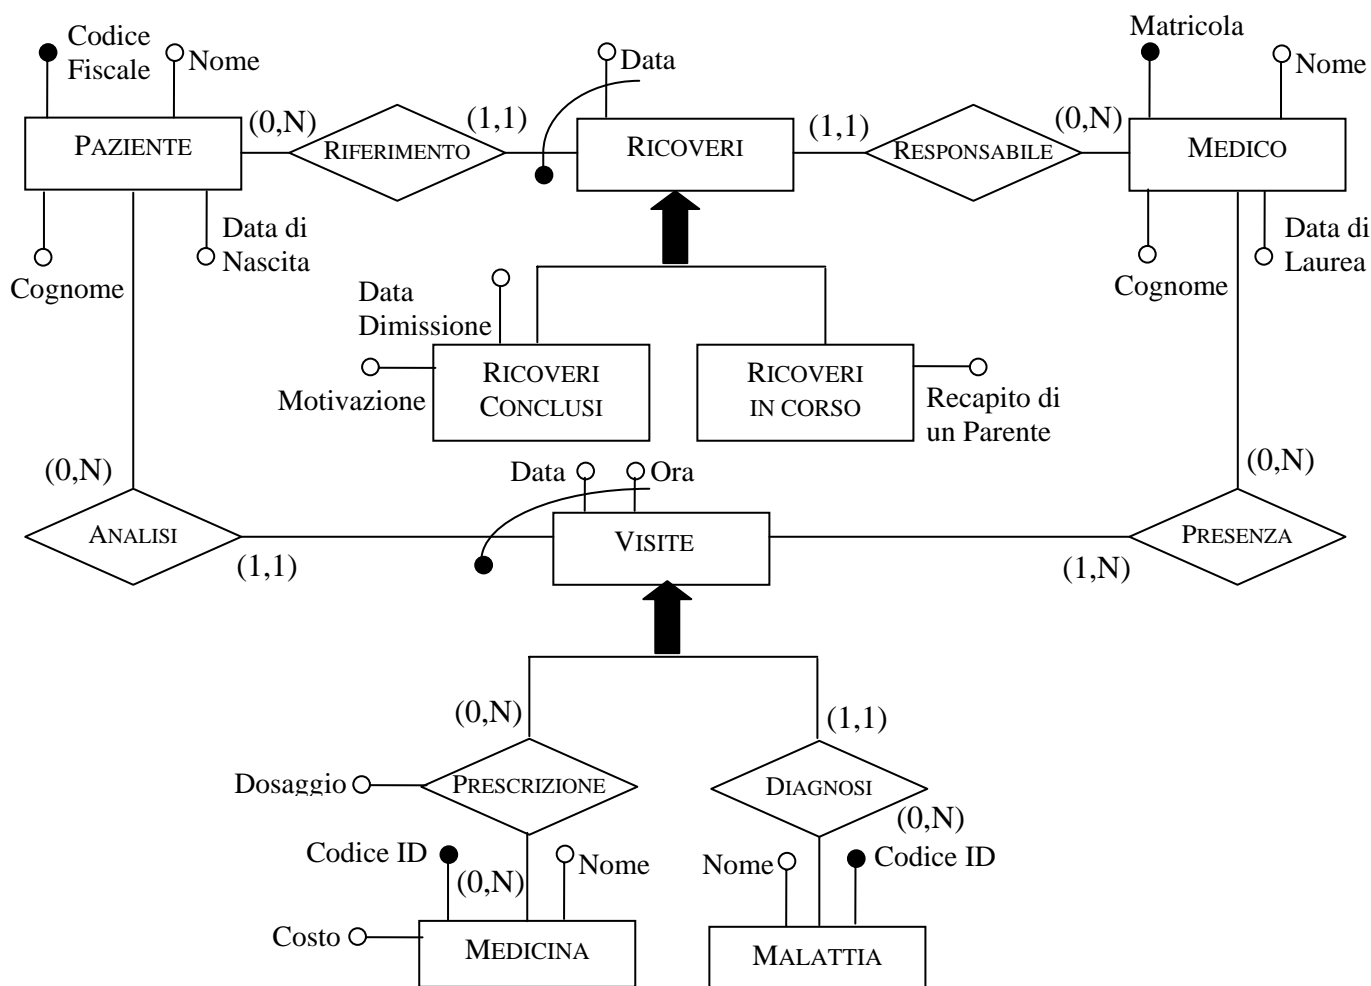 Codice
Fiscale
Nome
Data
Matricola
Nome
(0,N)
(1,1)
(1,1)
(0,N)
PAZIENTE
RIFERIMENTO
RICOVERI
RESPONSABILE
MEDICO
Cognome
Data di
Nascita
Cognome
Data di
Laurea
Data
Dimissione
Motivazione
RICOVERI
CONCLUSI
RICOVERI
IN CORSO
Recapito di
un Parente
(0,N)
Data
Ora
(0,N)
ANALISI
(1,1)
VISITE
(1,N)
PRESENZA
(0,N)
(1,1)
Dosaggio
PRESCRIZIONE
DIAGNOSI
(0,N)
Codice ID
(0,N)
Nome
Nome
Codice ID
Costo
MEDICINA
MALATTIA